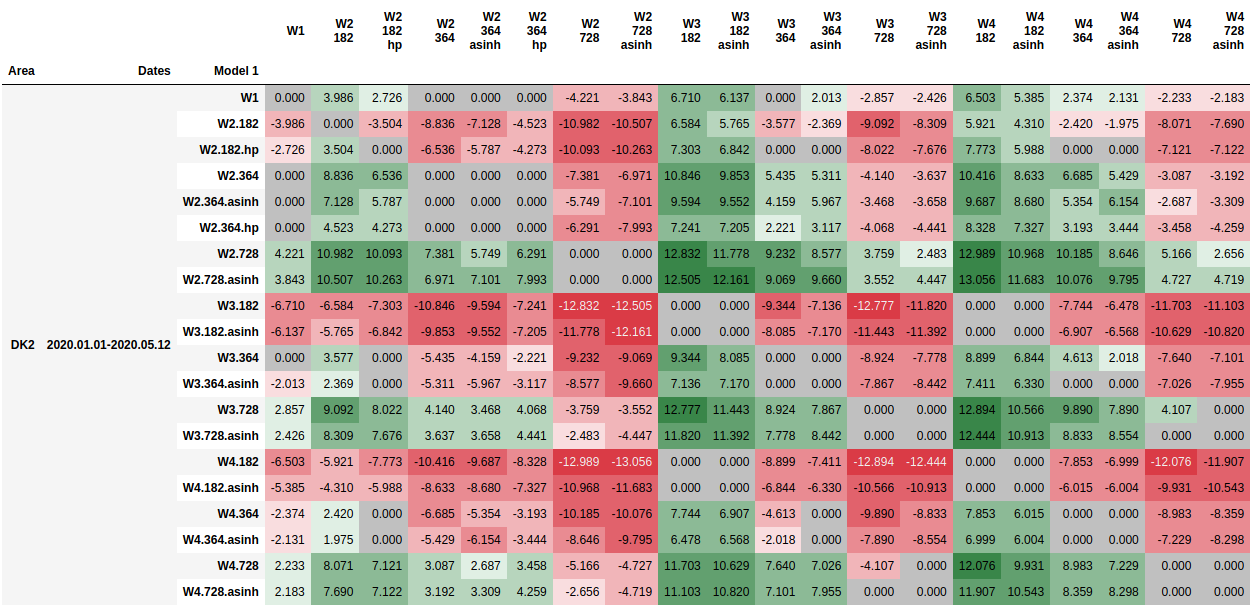 W1 W2 182 W2 182 hp W2 364 W2 364 asinh W2 364 hp W2 728 W2 728 asinh W3 182 W3 182 asinh W3 364 W3 364 asinh W3 728 W3 728 asinh W4 182 W4 182 asinh W4 364 W4 364 asinh W4 728 W4 728 asinh
Area Dates Model 1
W1 0.000 3.986 2.726 0.000 0.000 0.000 -4.221 -3.843 6.710 6.137 0.000 2.013 -2.857 -2.426 6.503 5.385 2.374 2.131 -2.233 -2.183
W2.182 -3.986 0.000 -3.504 -8.836 -7.128 -4.523 -10.982 -10.507 6.584 5.765 -3.577 -2.369 -9.092 -8.309 5.921 4.310 -2.420 -1.975 -8.071 -7.690
W2.182.hp -2.726 3.504 0.000 -6.536 -5.787 -4.273 -10.093 -10.263 7.303 6.842 0.000 0.000 -8.022 -7.676 7.773 5.988 0.000 0.000 -7.121 -7.122
W2.364 0.000 8.836 6.536 0.000 0.000 0.000 -7.381 -6.971 10.846 9.853 5.435 5.311 -4.140 -3.637 10.416 8.633 6.685 5.429 -3.087 -3.192
W2.364.asinh 0.000 7.128 5.787 0.000 0.000 0.000 -5.749 -7.101 9.594 9.552 4.159 5.967 -3.468 -3.658 9.687 8.680 5.354 6.154 -2.687 -3.309
W2.364.hp 0.000 4.523 4.273 0.000 0.000 0.000 -6.291 -7.993 7.241 7.205 2.221 3.117 -4.068 -4.441 8.328 7.327 3.193 3.444 -3.458 -4.259
W2.728 4.221 10.982 10.093 7.381 5.749 6.291 0.000 0.000 12.832 11.778 9.232 8.577 3.759 2.483 12.989 10.968 10.185 8.646 5.166 2.656
W2.728.asinh 3.843 10.507 10.263 6.971 7.101 7.993 0.000 0.000 12.505 12.161 9.069 9.660 3.552 4.447 13.056 11.683 10.076 9.795 4.727 4.719
W3.182 -6.710 -6.584 -7.303 -10.846 -9.594 -7.241 -12.832 -12.505 0.000 0.000 -9.344 -7.136 -12.777 -11.820 0.000 0.000 -7.744 -6.478 -11.703 -11.103
W3.182.asinh -6.137 -5.765 -6.842 -9.853 -9.552 -7.205 -11.778 -12.161 0.000 0.000 -8.085 -7.170 -11.443 -11.392 0.000 0.000 -6.907 -6.568 -10.629 -10.820
DK2 2020.01.01-2020.05.12
W3.364 0.000 3.577 0.000 -5.435 -4.159 -2.221 -9.232 -9.069 9.344 8.085 0.000 0.000 -8.924 -7.778 8.899 6.844 4.613 2.018 -7.640 -7.101
W3.364.asinh -2.013 2.369 0.000 -5.311 -5.967 -3.117 -8.577 -9.660 7.136 7.170 0.000 0.000 -7.867 -8.442 7.411 6.330 0.000 0.000 -7.026 -7.955
W3.728 2.857 9.092 8.022 4.140 3.468 4.068 -3.759 -3.552 12.777 11.443 8.924 7.867 0.000 0.000 12.894 10.566 9.890 7.890 4.107 0.000
W3.728.asinh 2.426 8.309 7.676 3.637 3.658 4.441 -2.483 -4.447 11.820 11.392 7.778 8.442 0.000 0.000 12.444 10.913 8.833 8.554 0.000 0.000
W4.182 -6.503 -5.921 -7.773 -10.416 -9.687 -8.328 -12.989 -13.056 0.000 0.000 -8.899 -7.411 -12.894 -12.444 0.000 0.000 -7.853 -6.999 -12.076 -11.907
W4.182.asinh -5.385 -4.310 -5.988 -8.633 -8.680 -7.327 -10.968 -11.683 0.000 0.000 -6.844 -6.330 -10.566 -10.913 0.000 0.000 -6.015 -6.004 -9.931 -10.543
W4.364 -2.374 2.420 0.000 -6.685 -5.354 -3.193 -10.185 -10.076 7.744 6.907 -4.613 0.000 -9.890 -8.833 7.853 6.015 0.000 0.000 -8.983 -8.359
W4.364.asinh -2.131 1.975 0.000 -5.429 -6.154 -3.444 -8.646 -9.795 6.478 6.568 -2.018 0.000 -7.890 -8.554 6.999 6.004 0.000 0.000 -7.229 -8.298
W4.728 2.233 8.071 7.121 3.087 2.687 3.458 -5.166 -4.727 11.703 10.629 7.640 7.026 -4.107 0.000 12.076 9.931 8.983 7.229 0.000 0.000
W4.728.asinh 2.183 7.690 7.122 3.192 3.309 4.259 -2.656 -4.719 11.103 10.820 7.101 7.955 0.000 0.000 11.907 10.543 8.359 8.298 0.000 0.000